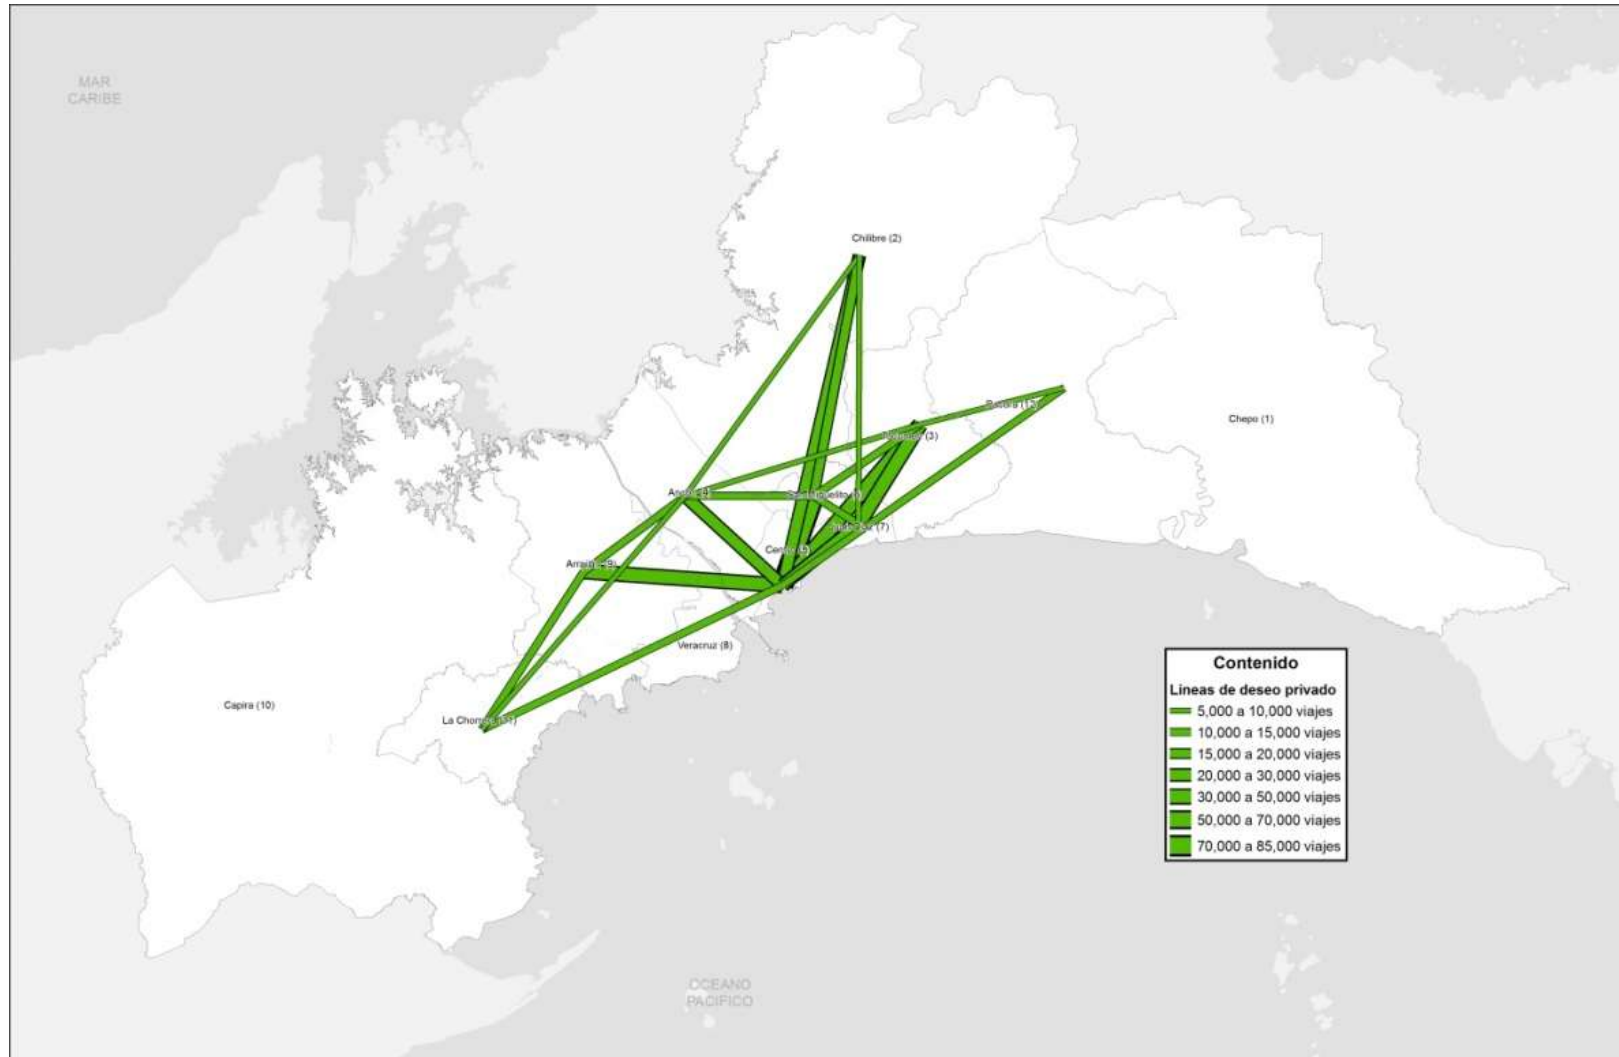 MAR
CARIBE
Chilibre (2)
Chepo (1)
Veracruz (8)
Capira (10)
OCEANO
PACIFICO
Contenido
Lineas de deseo privado
5,000 a 10,000 viajes
10,000 a 15,000 viajes
15,000 a 20,000 viajes
20,000 a 30,000 viajes
30,000 a 50,000 viajes
50,000 a 70,000 viajes
70,000 a 85,000 viajes